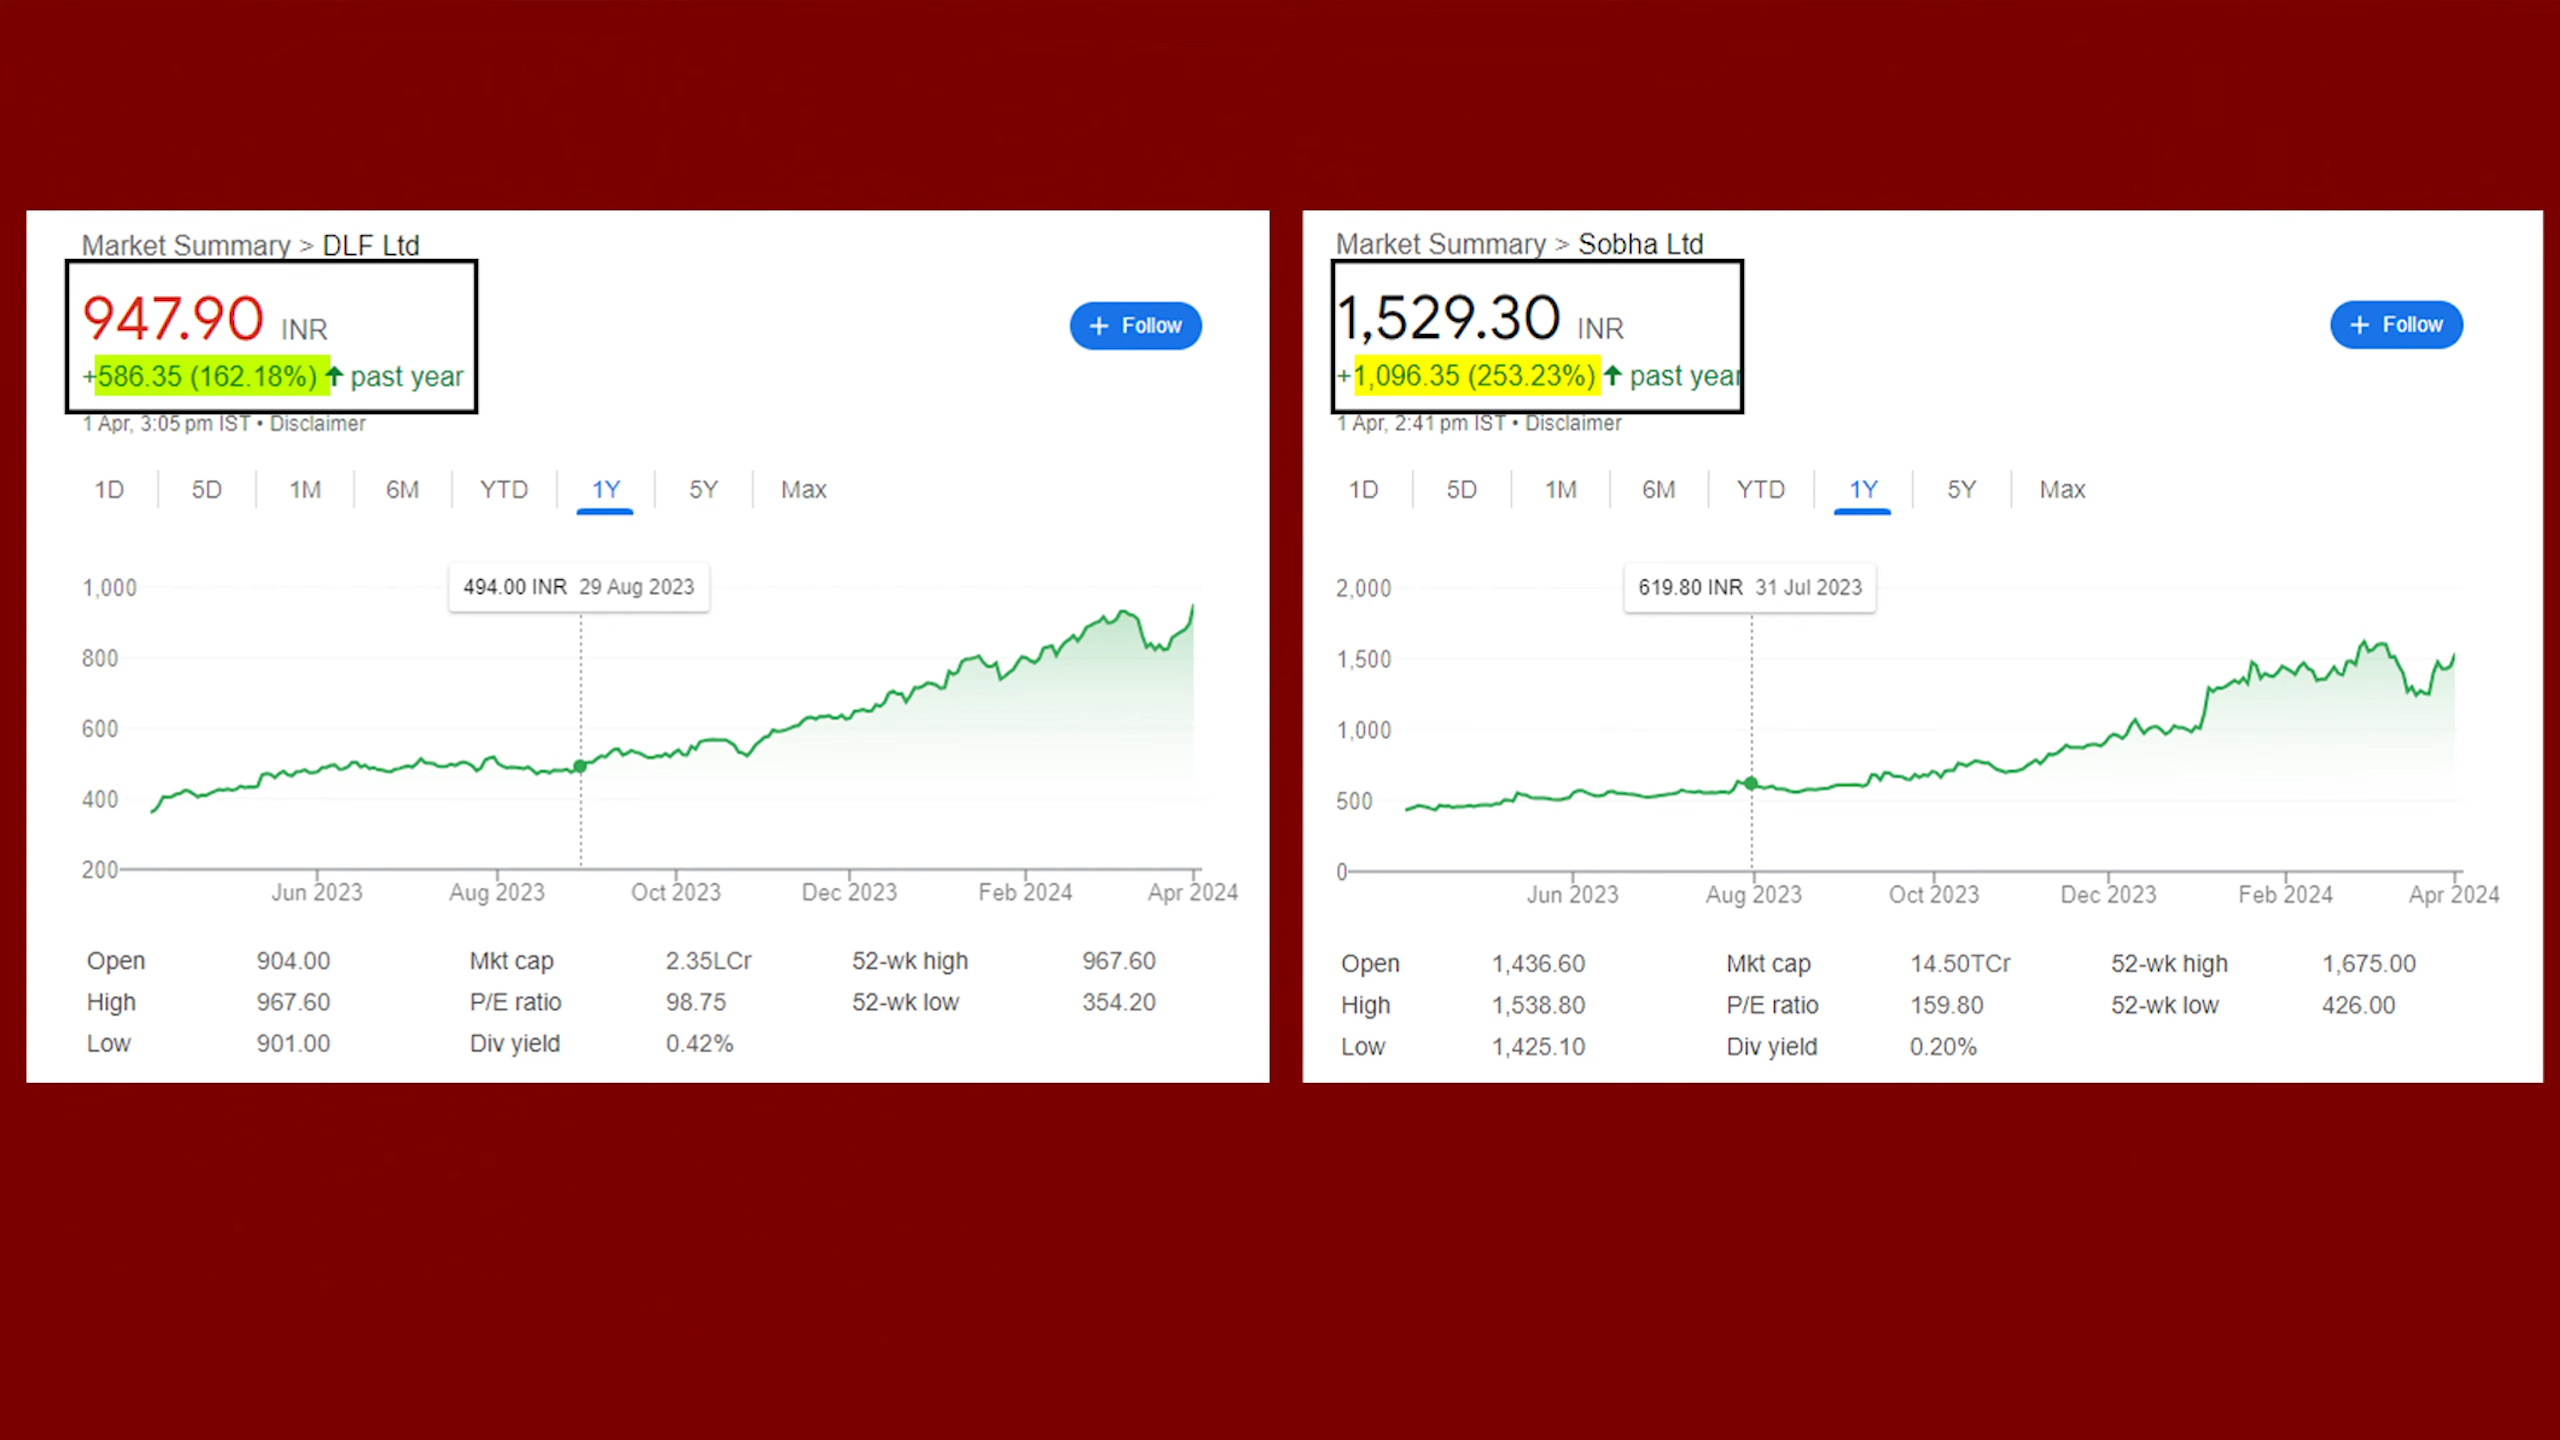 Market Summary > DLF Ltd
947.90 INR
+586.35 (162.18%) ↑ past year
1 Apr, 3:05 pm IST • Disclaimer
+ Follow
1D 5D 1M 6M YTD 1Y 5Y Max
494.00 INR 29 Aug 2023
1,000
800
600
400
200
Jun 2023 Aug 2023 Oct 2023 Dec 2023 Feb 2024 Apr 2024
Open 904.00 Mkt cap 2.35LCr 52-wk high 967.60
High 967.60 P/E ratio 98.75 52-wk low 354.20
Low 901.00 Div yield 0.42%
Market Summary > Sobha Ltd
1,529.30 INR
+1,096.35 (253.23%) ↑ past year
1 Apr, 2:41 pm IST • Disclaimer
+ Follow
1D 5D 1M 6M YTD 1Y 5Y Max
619.80 INR 31 Jul 2023
2,000
1,500
1,000
500
0
Jun 2023 Aug 2023 Oct 2023 Dec 2023 Feb 2024 Apr 2024
Open 1,436.60 Mkt cap 14.50TCr 52-wk high 1,675.00
High 1,538.80 P/E ratio 159.80 52-wk low 426.00
Low 1,425.10 Div yield 0.20%